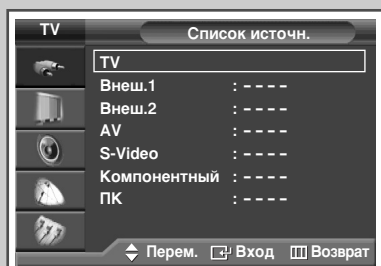 TV
Список источн.
TV
Внеш.1 : - - - -
Внеш.2 : - - - -
AV : - - - -
S-Video : - - - -
Компонентный : - - - -
ПК : - - - -
Перем. Вход Возврат